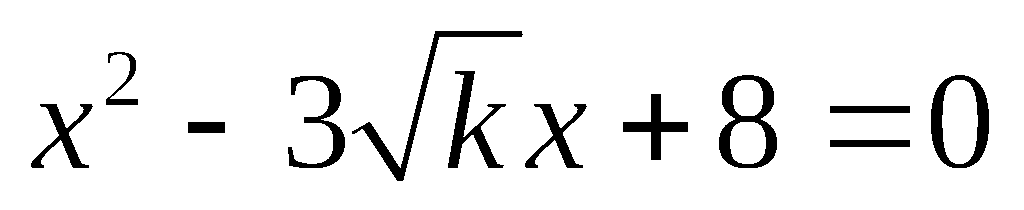 x² - 3√k x + 8 = 0